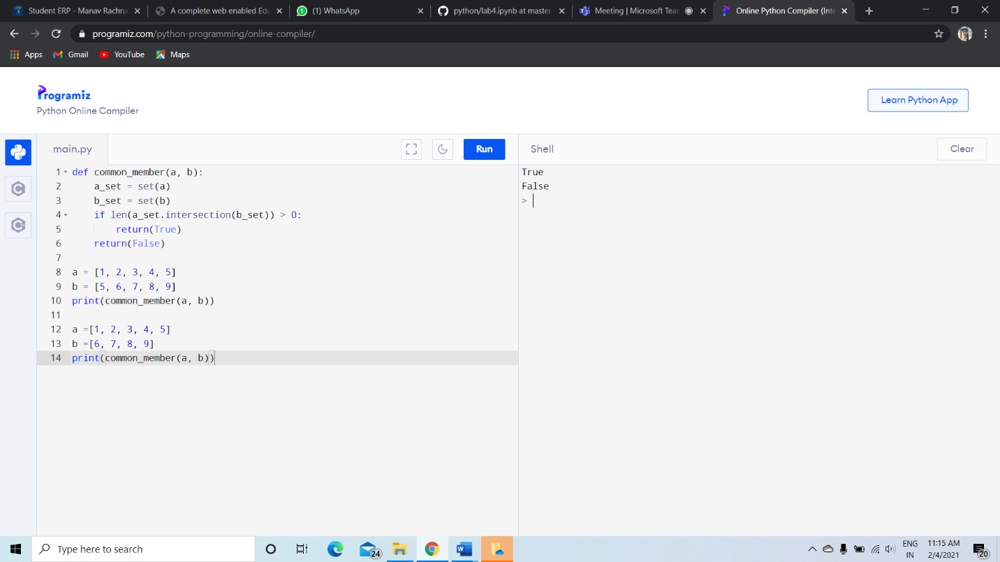 Student ERP - Manav Rachna
A complete web enabled Edu
(1) WhatsApp
python/lab4.ipynb at master
Meeting | Microsoft Team
Online Python Compiler (Inte
programiz.com/python-programming/online-compiler/
Apps
Gmail
YouTube
Maps
Programiz
Python Online Compiler
Learn Python App
main.py
Run
Shell
Clear
1 def common_member(a, b):
2     a_set = set(a)
3     b_set = set(b)
4     if len(a_set.intersection(b_set)) > 0:
5         return(True)
6     return(False)
7
8 a = [1, 2, 3, 4, 5]
9 b = [5, 6, 7, 8, 9]
10 print(common_member(a, b))
11
12 a =[1, 2, 3, 4, 5]
13 b =[6, 7, 8, 9]
14 print(common_member(a, b))
True
False
>
Type here to search
24
ENG
IN
11:15 AM
2/4/2021
20